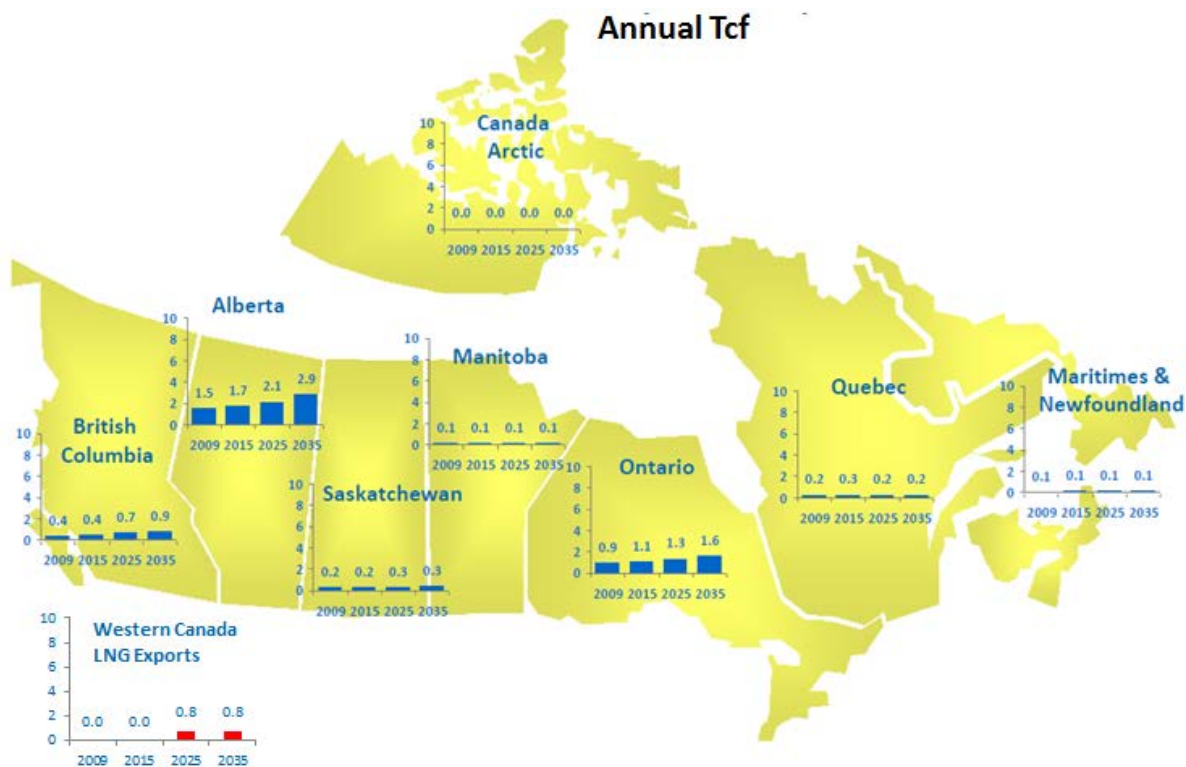 Annual Tcf
Canada
Arctic
10
8
6
4
2
0
0.0 0.0 0.0 0.0
2009 2015 2025 2035
Alberta
10
8
6
4
2
0
1.5 1.7 2.1 2.9
2009 2015 2025 2035
Manitoba
10
8
6
4
2
0
0.1 0.1 0.1 0.1
2009 2015 2025 2035
Quebec
10
8
6
4
2
0
0.2 0.3 0.2 0.2
2009 2015 2025 2035
Maritimes &
Newfoundland
10
8
6
4
2
0
0.1 0.1 0.1 0.1
2009 2015 2025 2035
British
Columbia
10
8
6
4
2
0
0.4 0.4 0.7 0.9
2009 2015 2025 2035
Saskatchewan
10
8
6
4
2
0
0.2 0.2 0.3 0.3
2009 2015 2025 2035
Ontario
10
8
6
4
2
0
0.9 1.1 1.3 1.6
2009 2015 2025 2035
Western Canada
LNG Exports
10
8
6
4
2
0
0.0 0.0 0.8 0.8
2009 2015 2025 2035